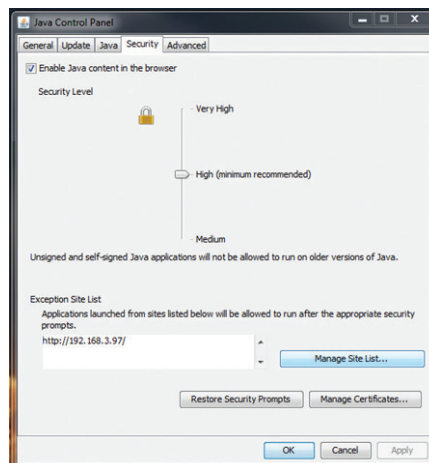 Java Control Panel
General Update Java Security Advanced
Enable Java content in the browser
Security Level
Very High
High (minimum recommended)
Medium
Unsigned and self-signed Java applications will not be allowed to run on older versions of Java.
Exception Site List
Applications launched from sites listed below will be allowed to run after the appropriate security
prompts.
http://192.168.3.97/
Manage Site List...
Restore Security Prompts Manage Certificates...
OK Cancel Apply